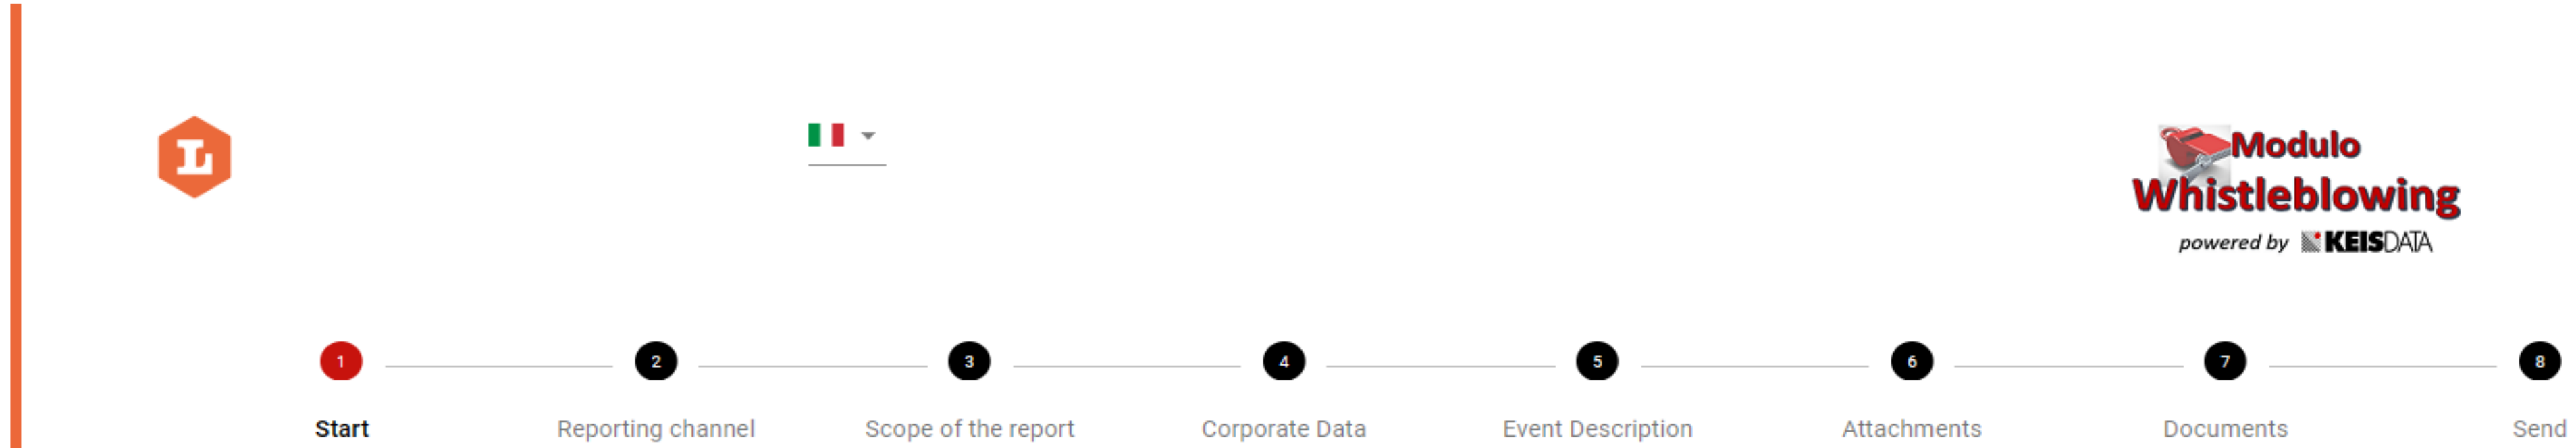 L
Modulo
Whistleblowing
powered by KEISDATA
1 2 3 4 5 6 7 8
Start Reporting channel Scope of the report Corporate Data Event Description Attachments Documents Send